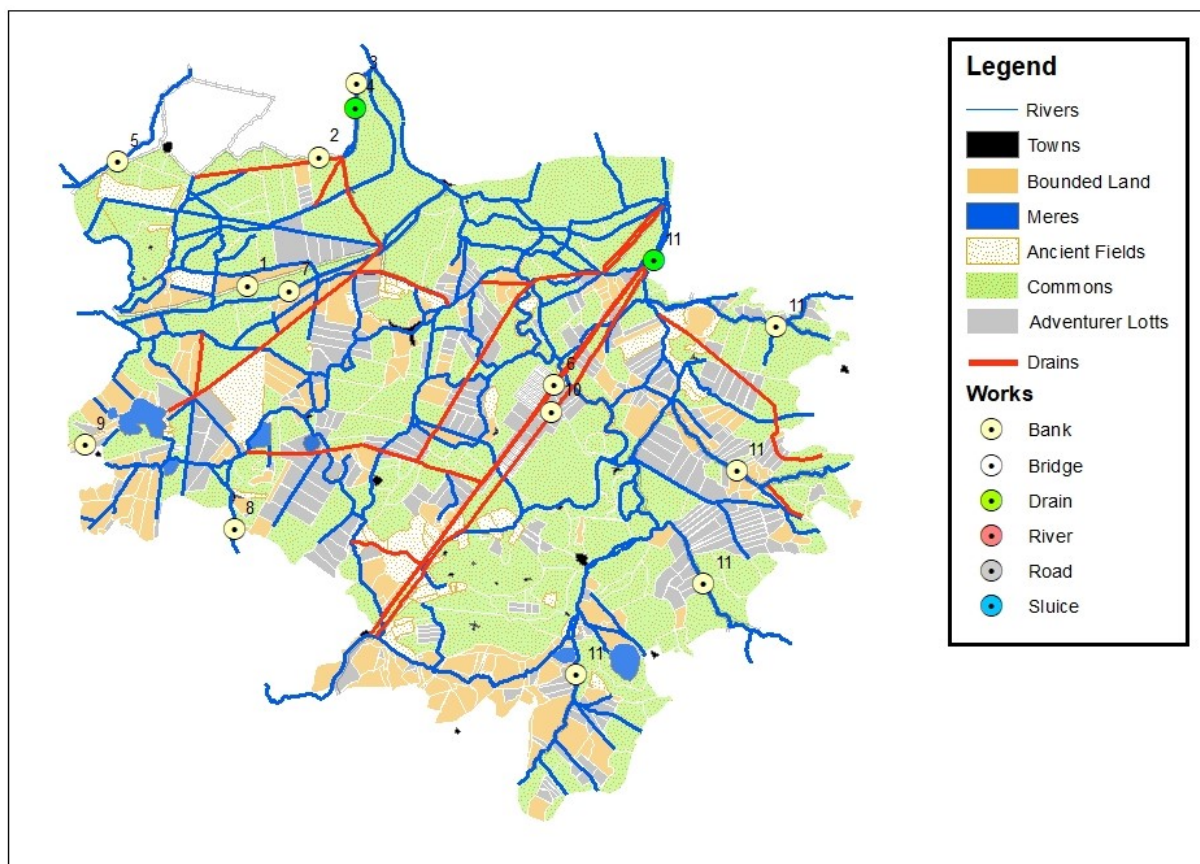 3
4
5
2
11
1
7
11
6
10
9
11
8
11
11
Legend
Rivers
Towns
Bounded Land
Meres
Ancient Fields
Commons
Adventurer Lotts
Drains
Works
Bank
Bridge
Drain
River
Road
Sluice